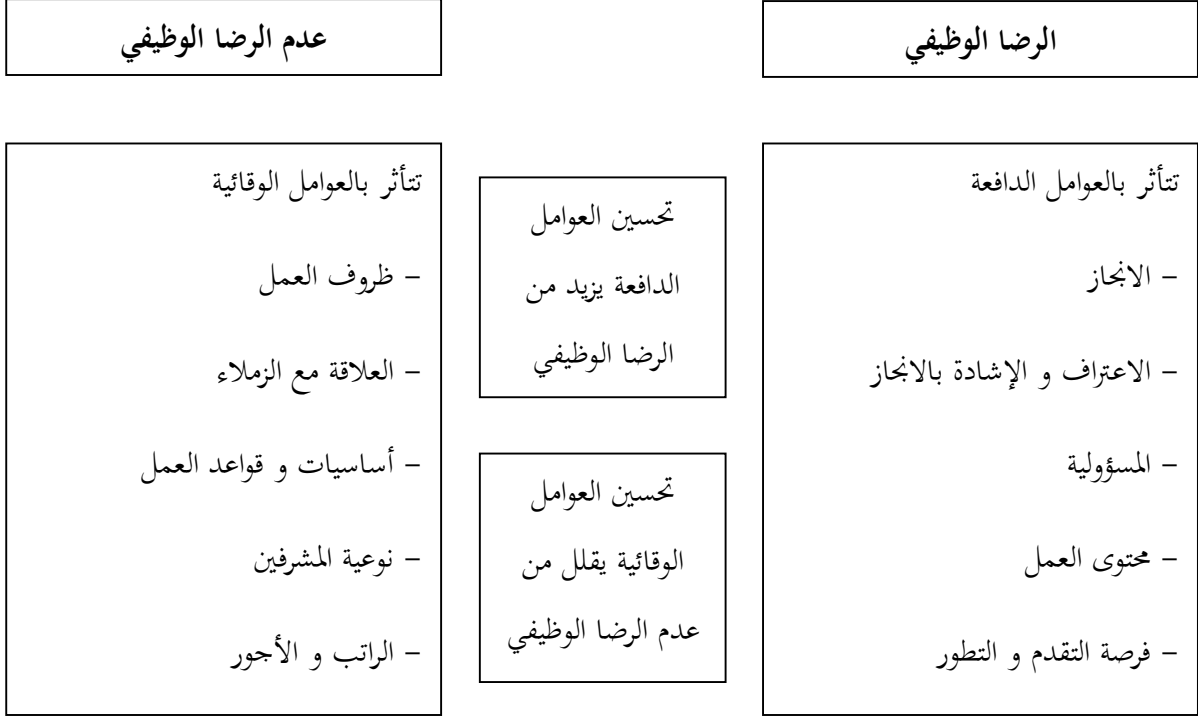 الرضا الوظيفي
عدم الرضا الوظيفي
تتأثر بالعوامل الدافعة
– الانجاز
– الاعتراف و الإشادة بالانجاز
– المسؤولية
– محتوى العمل
– فرصة التقدم و التطور
تحسين العوامل
الدافعة يزيد من
الرضا الوظيفي
تحسين العوامل
الوقائية يقلل من
عدم الرضا الوظيفي
تتأثر بالعوامل الوقائية
– ظروف العمل
– العلاقة مع الزملاء
– أساسيات و قواعد العمل
– نوعية المشرفين
– الراتب و الأجور